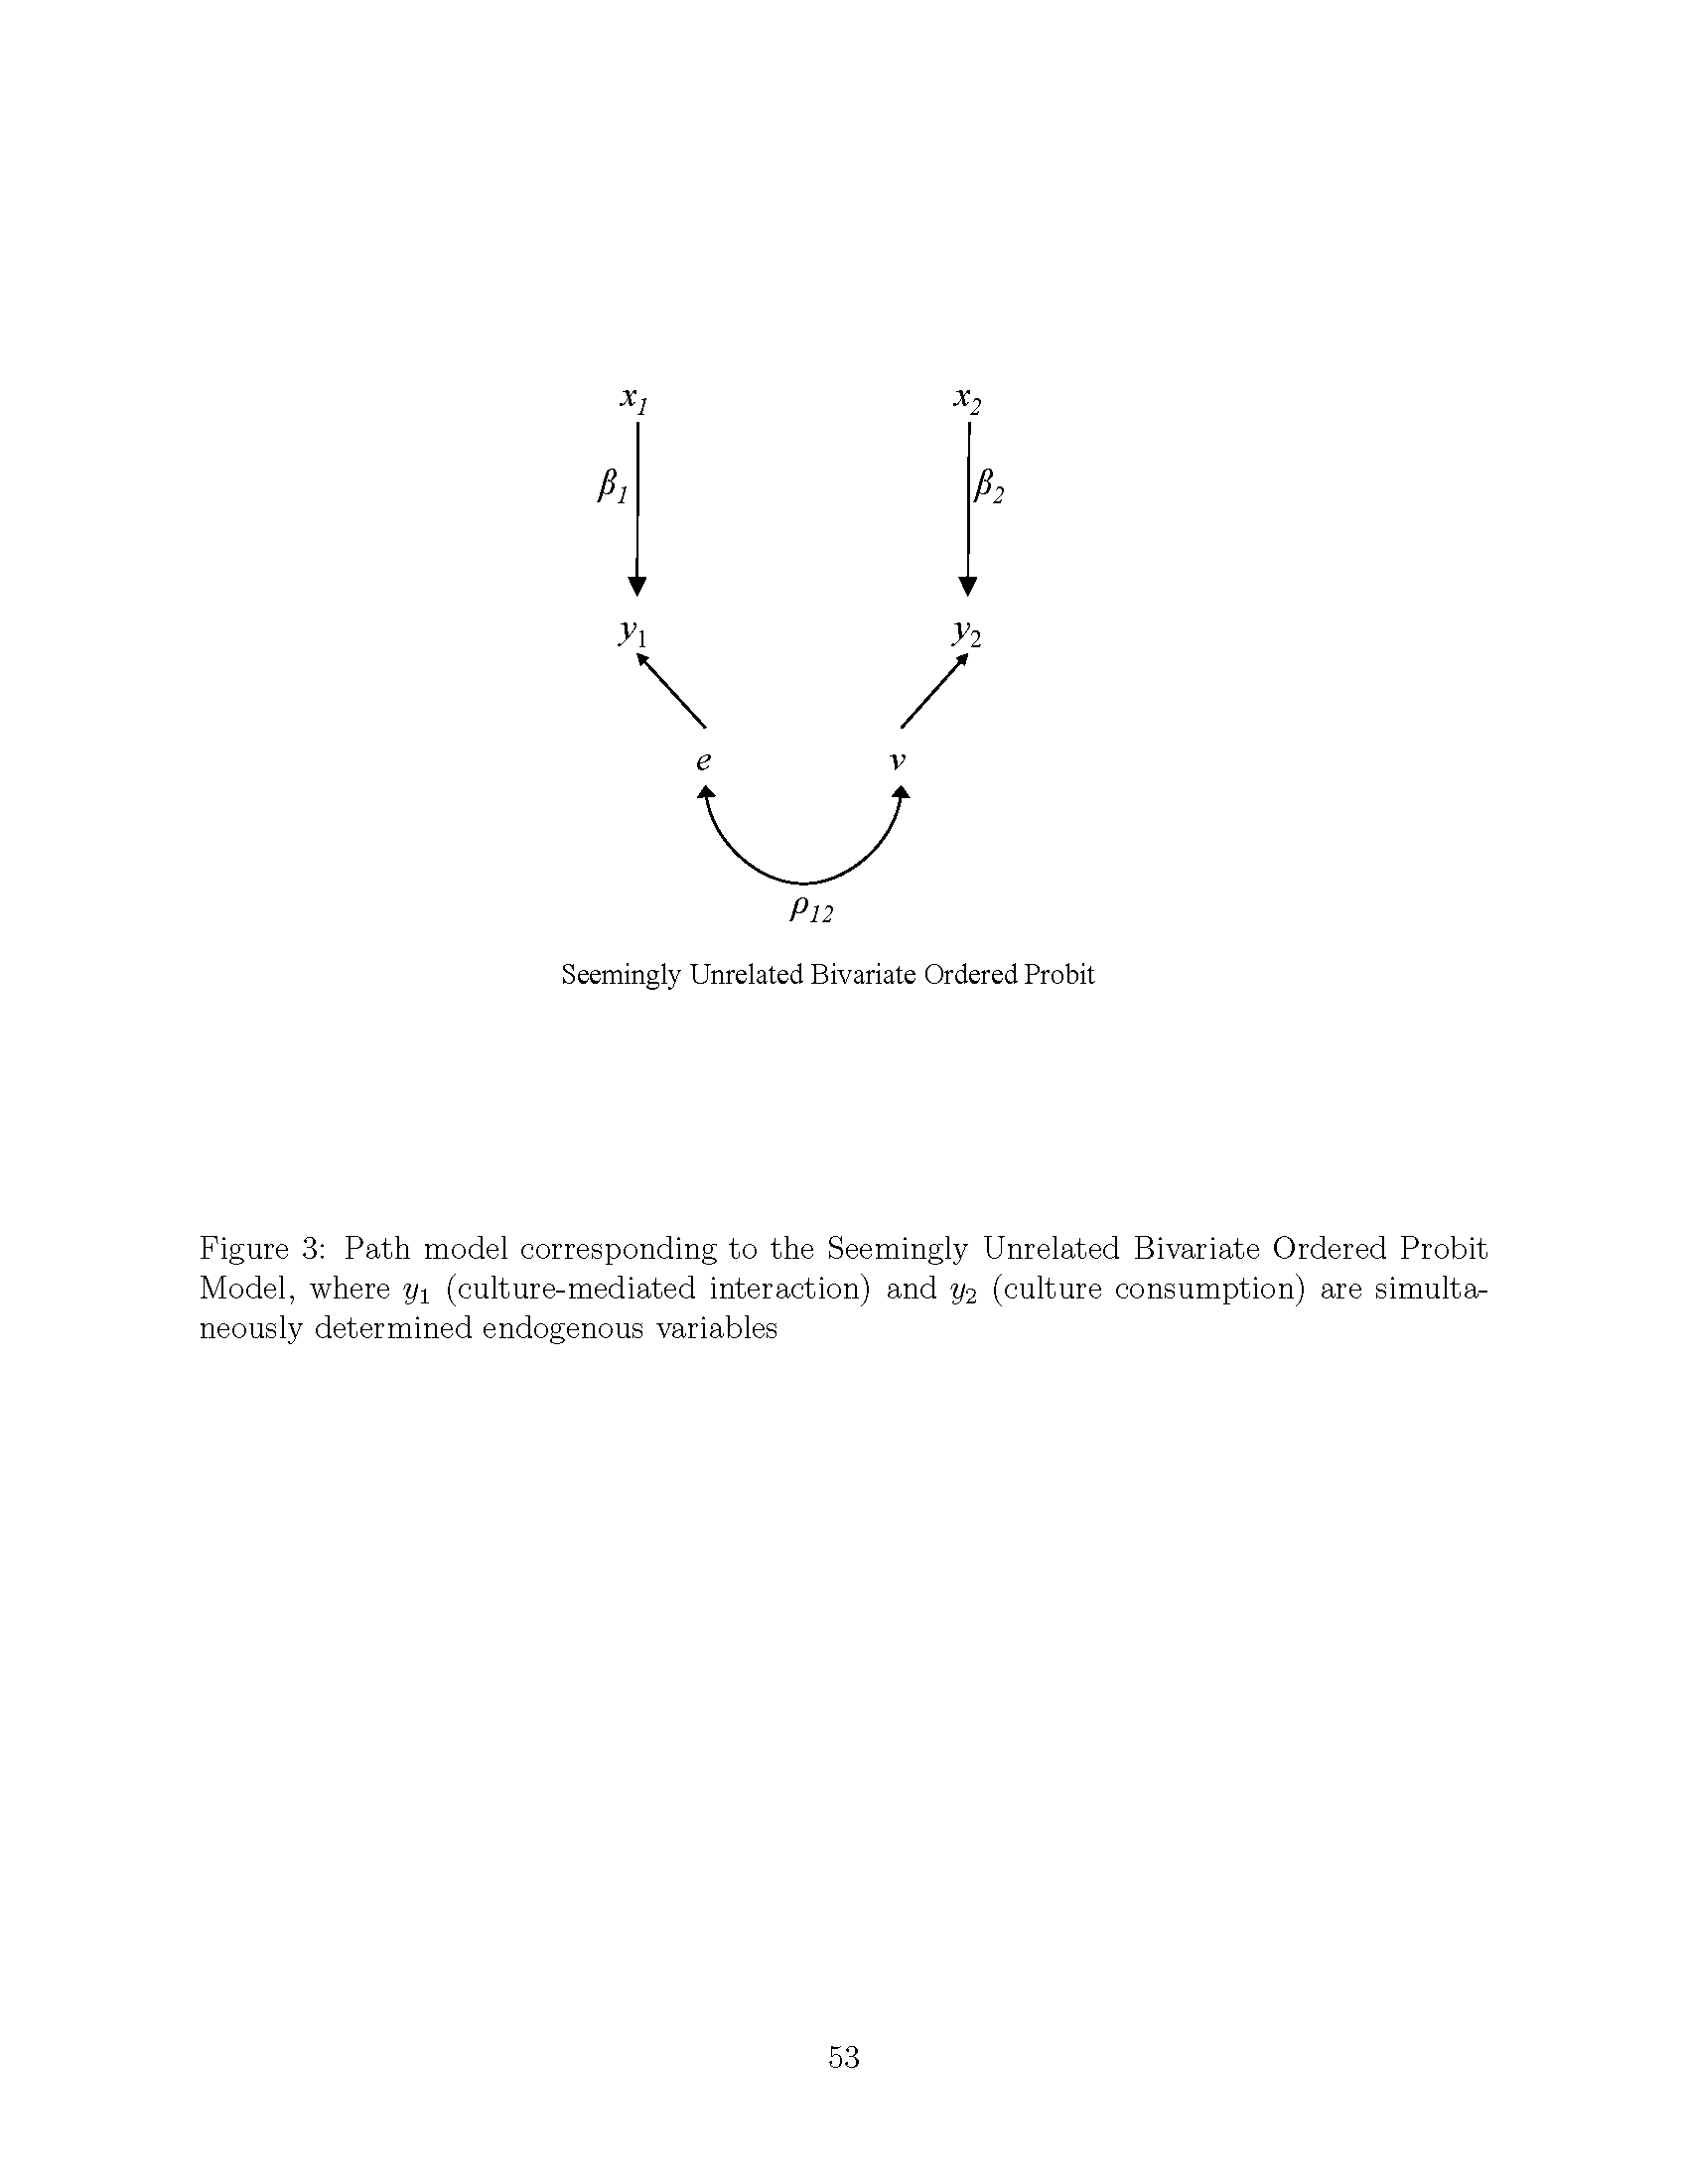 x1 x2
β1 β2
y1 y2
e v
ρ12
Seemingly Unrelated Bivariate Ordered Probit
Figure 3: Path model corresponding to the Seemingly Unrelated Bivariate Ordered Probit
Model, where y1 (culture-mediated interaction) and y2 (culture consumption) are simulta-
neously determined endogenous variables
53